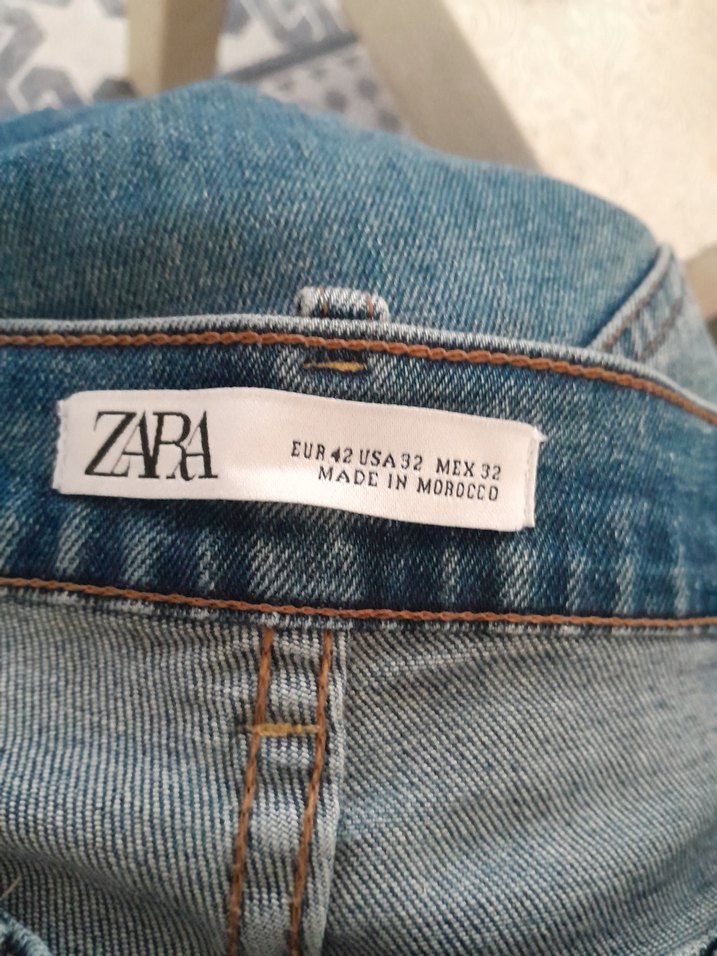 ZARA
EUR 42 USA 32 MEX 32
MADE IN MOROCCO